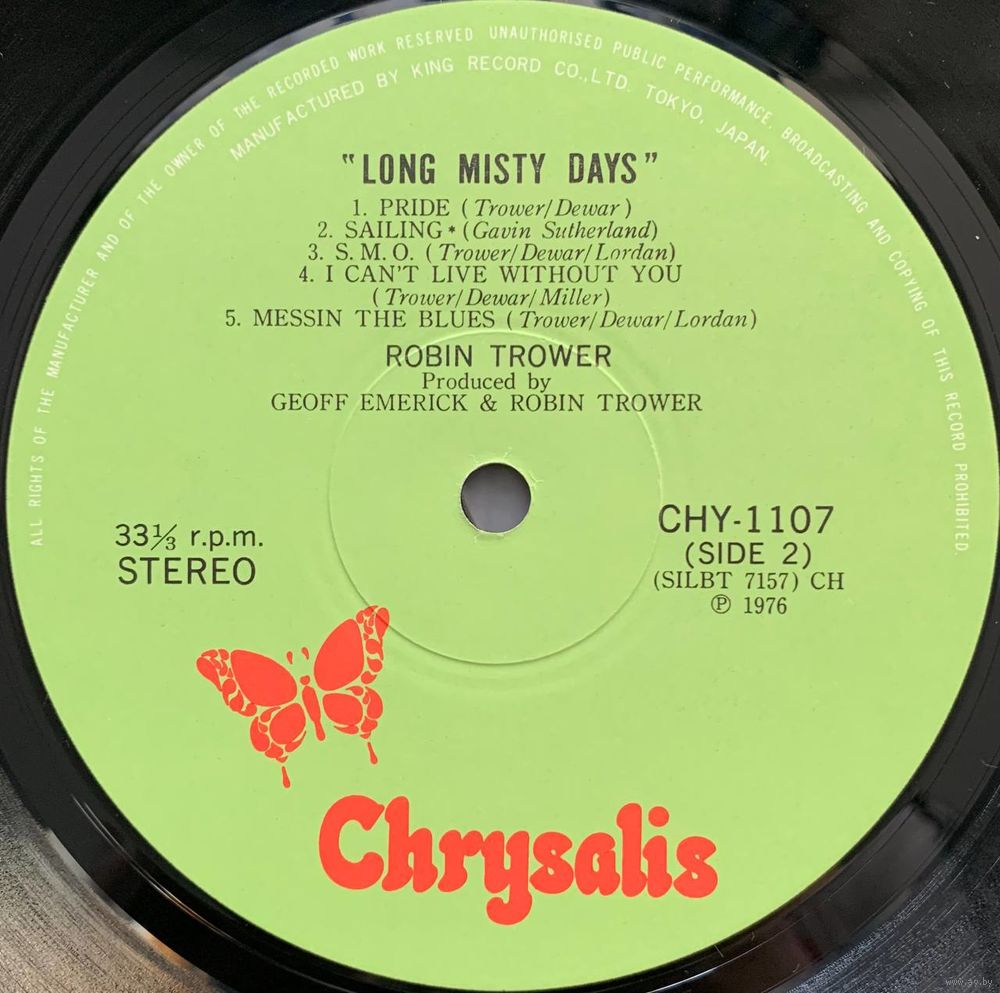 ALL RIGHTS OF THE MANUFACTURER AND OF THE OWNER OF THE RECORDED WORK RESERVED UNAUTHORISED PUBLIC PERFORMANCE, BROADCASTING AND COPYING OF THIS RECORD PROHIBITED.
MANUFACTURED BY KING RECORD CO.,LTD. TOKYO, JAPAN.
"LONG MISTY DAYS"
1. PRIDE (Trower/Dewar)
2. SAILING* (Gavin Sutherland)
3. S. M. O. (Trower/Dewar/Lordan)
4. I CAN'T LIVE WITHOUT YOU
(Trower/Dewar/Miller)
5. MESSIN THE BLUES (Trower/Dewar/Lordan)
ROBIN TROWER
Produced by
GEOFF EMERICK & ROBIN TROWER
33⅓ r.p.m.
STEREO
CHY-1107
(SIDE 2)
(SILBT 7157) CH
℗ 1976
Chrysalis
www.ay.by